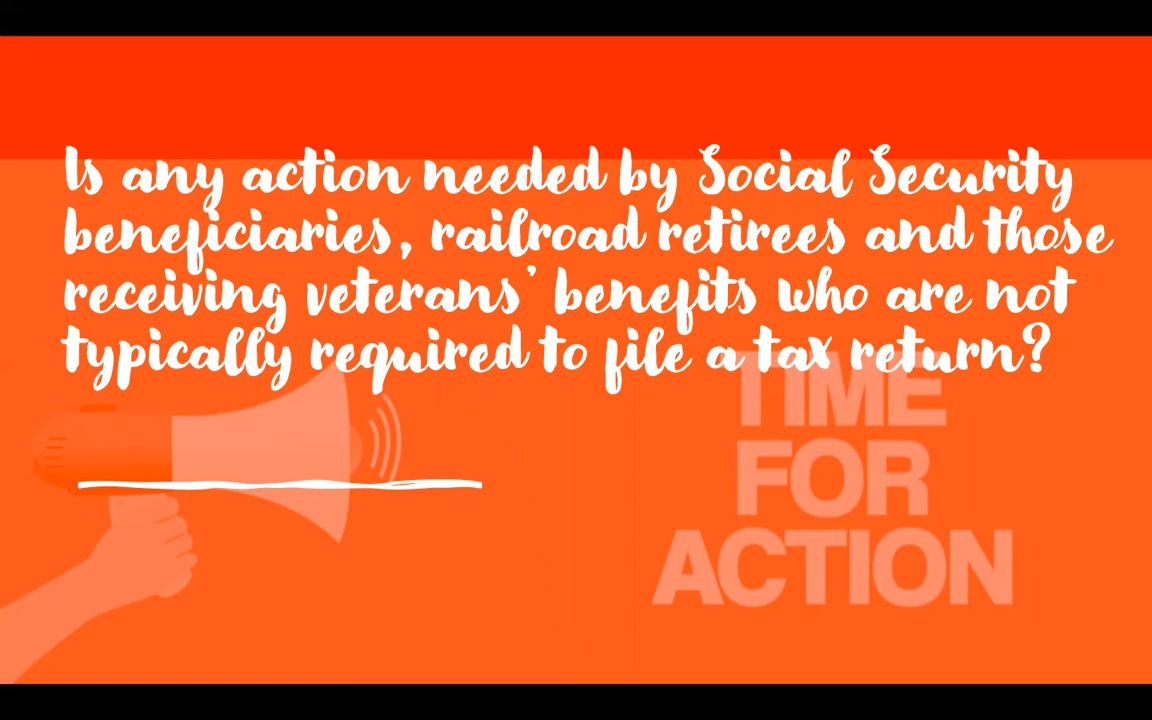 Is any action needed by Social Security
beneficiaries, railroad retirees and those
receiving veterans' benefits who are not
typically required to file a tax return?
TIME
FOR
ACTION